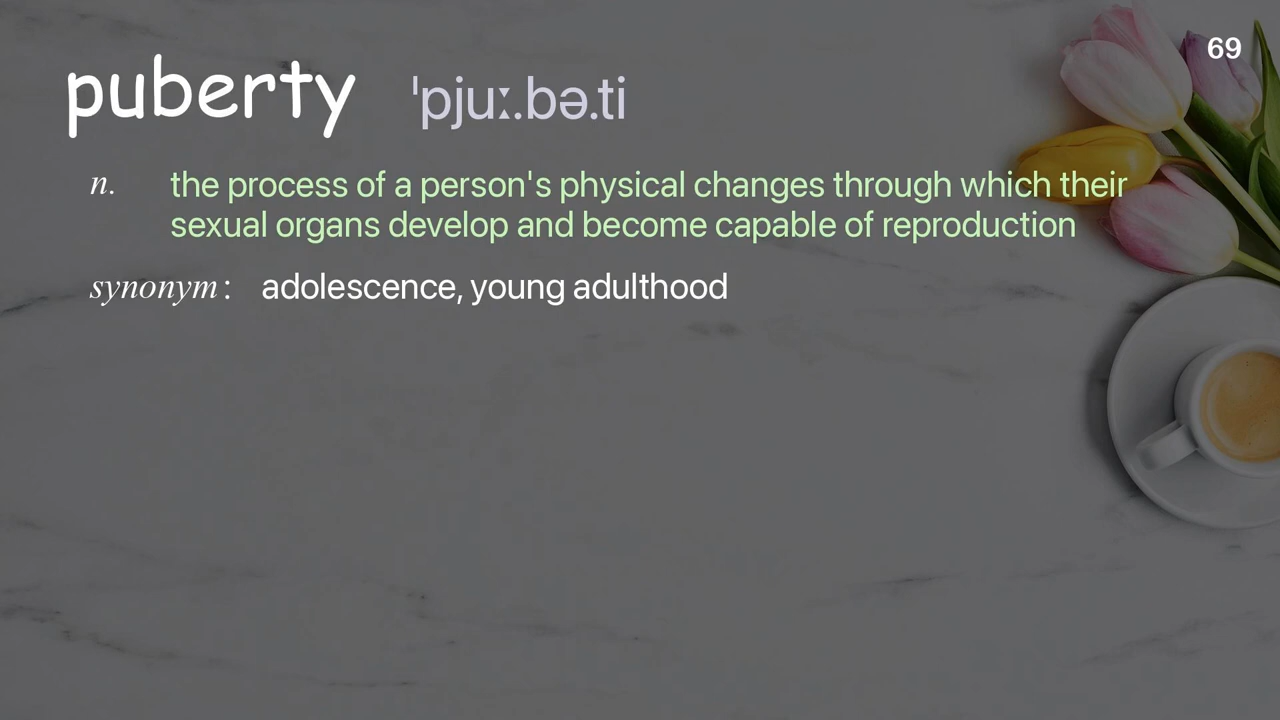 69
puberty ˈpjuː.bə.ti
n. the process of a person's physical changes through which their
sexual organs develop and become capable of reproduction
synonym: adolescence, young adulthood